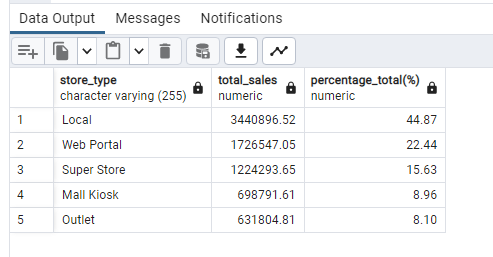 Data Output Messages Notifications
store_type total_sales percentage_total(%)
character varying (255) numeric numeric
1 Local 3440896.52 44.87
2 Web Portal 1726547.05 22.44
3 Super Store 1224293.65 15.63
4 Mall Kiosk 698791.61 8.96
5 Outlet 631804.81 8.10